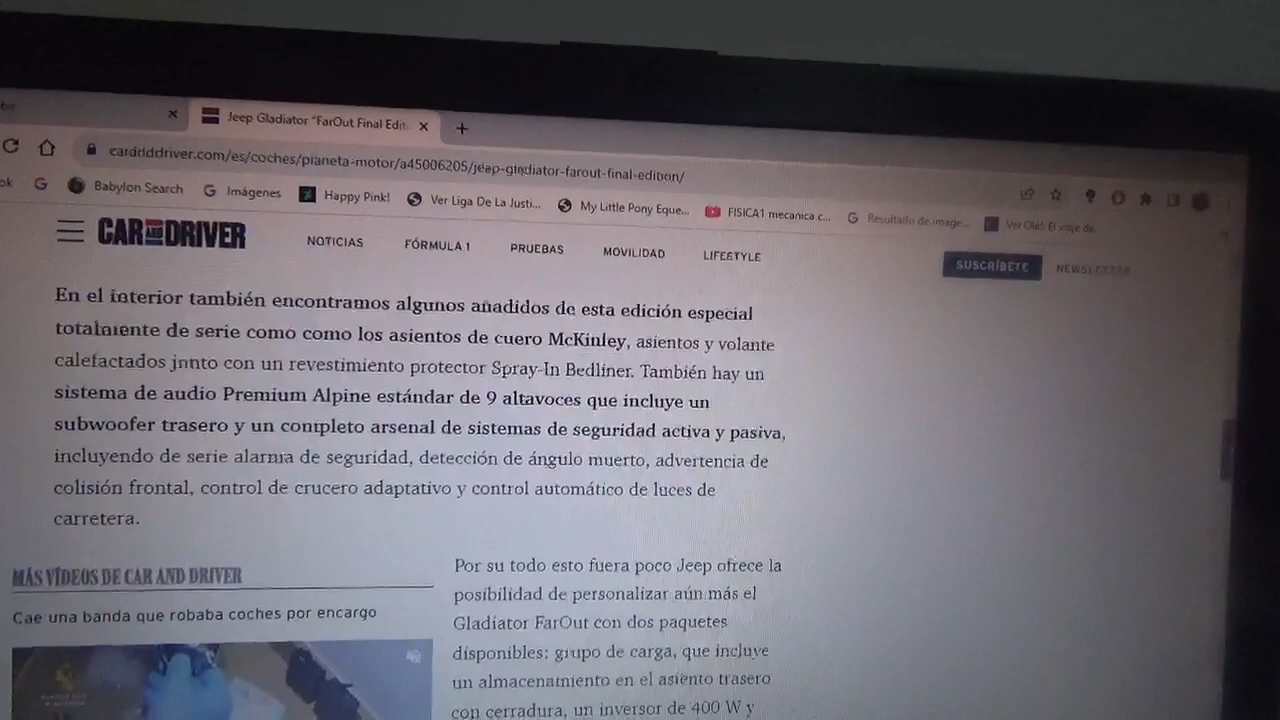 Jeep Gladiator "FarOut Final Edit
carddddriver.com/es/coches/pianeta-motor/a45006205/jeep-gladiator-farout-final-edibon/
ok
Babylon Search
Imágenes
Happy Pink!
Ver Liga De La Justi...
My Little Pony Eque...
FISICA1 mecanica c...
Resultado de image...
Ver Olé! El viaje de
CAR AND DRIVER
NOTICIAS
FÓRMULA 1
PRUEBAS
MOVILIDAD
LIFESTYLE
SUSCRÍBETE
NEWSLETTER
En el interior también encontramos algunos añadidos de esta edición especial
totalmente de serie como como los asientos de cuero McKinley, asientos y volante
calefactados jnnto con un revestimiento protector Spray-In Bedliner. También hay un
sistema de audio Premium Alpine estándar de 9 altavoces que incluye un
subwoofer trasero y un completo arsenal de sistemas de seguridad activa y pasiva,
incluyendo de serie alarma de seguridad, detección de ángulo muerto, advertencia de
colisión frontal, control de crucero adaptativo y control automático de luces de
carretera.
MÁS VÍDEOS DE CAR AND DRIVER
Cae una banda que robaba coches por encargo
Por su todo esto fuera poco Jeep ofrece la
posibilidad de personalizar aún más el
Gladiator FarOut con dos paquetes
disponibles: grupo de carga, que incluye
un almacenamiento en el asiento trasero
con cerradura, un inversor de 400 W y